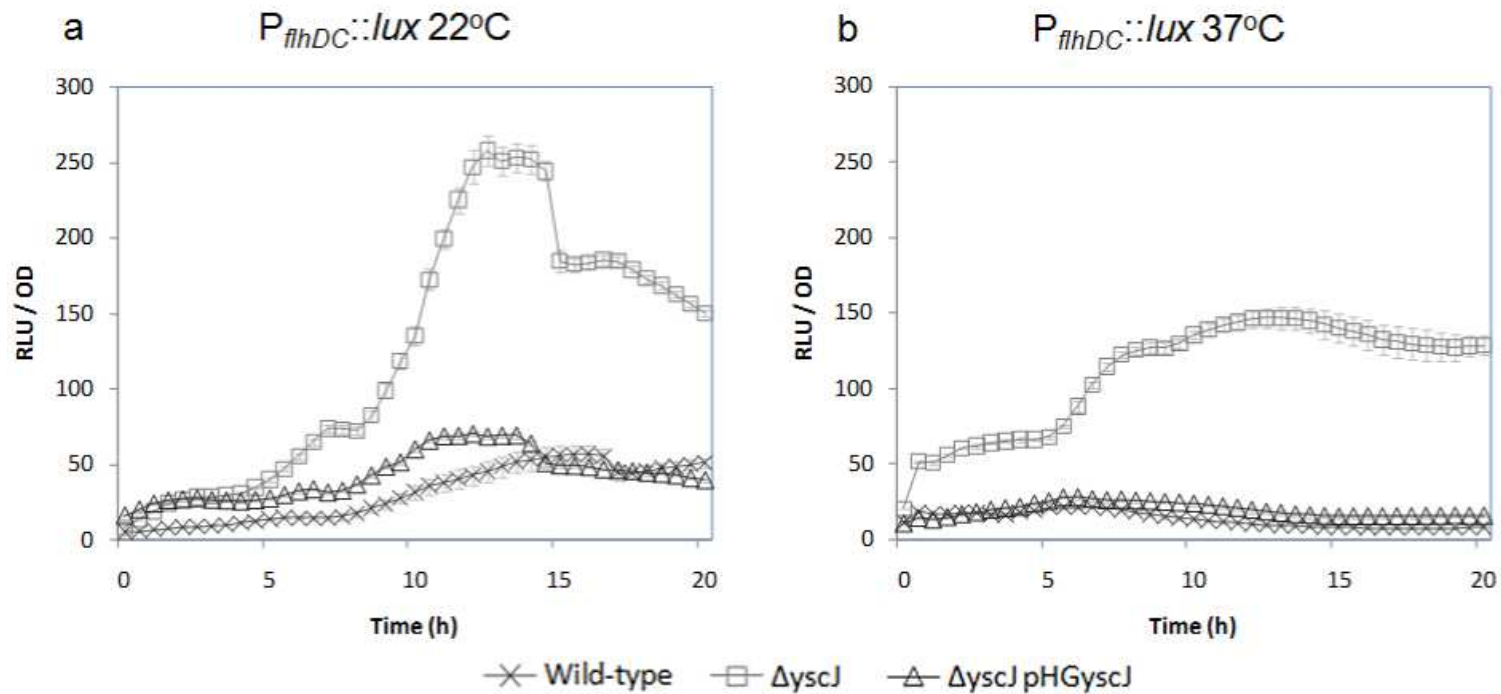 a
PflhDC::lux 22°C
300
250
200
150
100
50
0
RLU / OD
0 5 10 15 20
Time (h)
b
PflhDC::lux 37°C
300
250
200
150
100
50
0
RLU / OD
0 5 10 15 20
Time (h)
Wild-type ΔyscJ ΔyscJ pHGyscJ